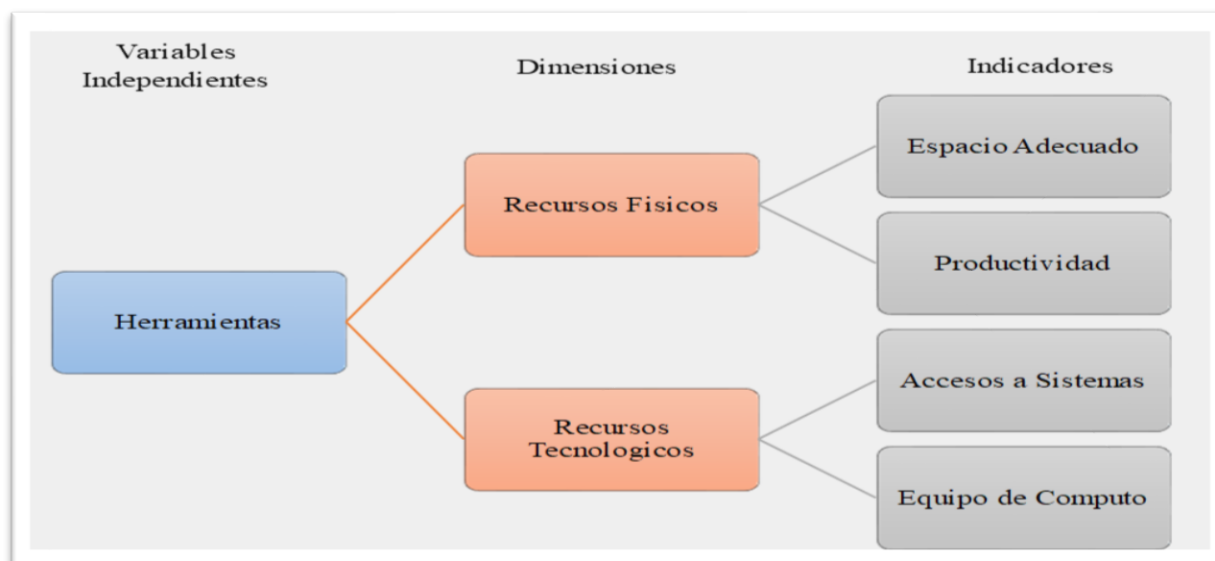 Variables
Independientes
Dimensiones
Indicadores
Espacio Adecuado
Recursos Fisicos
Productividad
Herramientas
Accesos a Sistemas
Recursos
Tecnologicos
Equipo de Computo